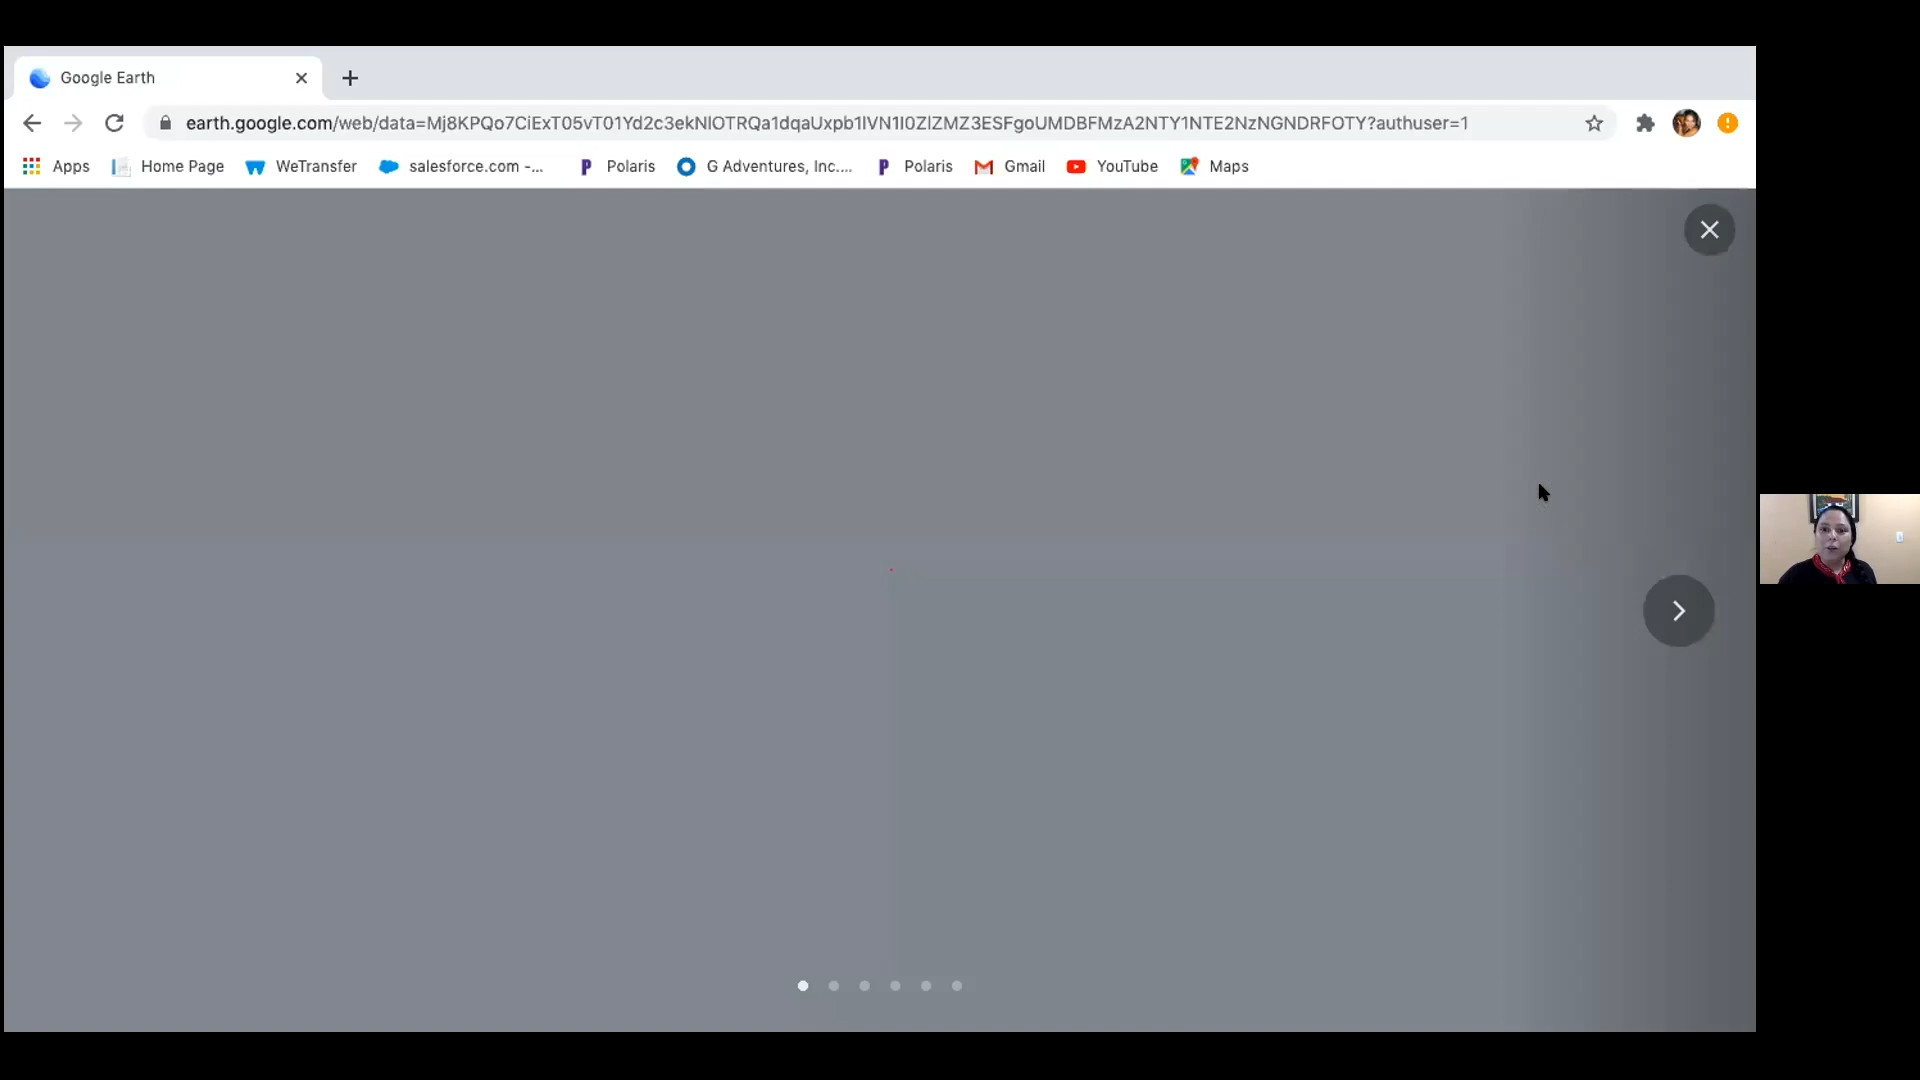 Google Earth
earth.google.com/web/data=Mj8KPQo7CiExT05vT01Yd2c3ekNlOTRQa1dqaUxpb1lVN1I0ZlZMZ3ESFgoUMDBFMzA2NTY1NTE2NzNGNDRFOTY?authuser=1
Apps Home Page WeTransfer salesforce.com -... Polaris G Adventures, Inc.... Polaris Gmail YouTube Maps